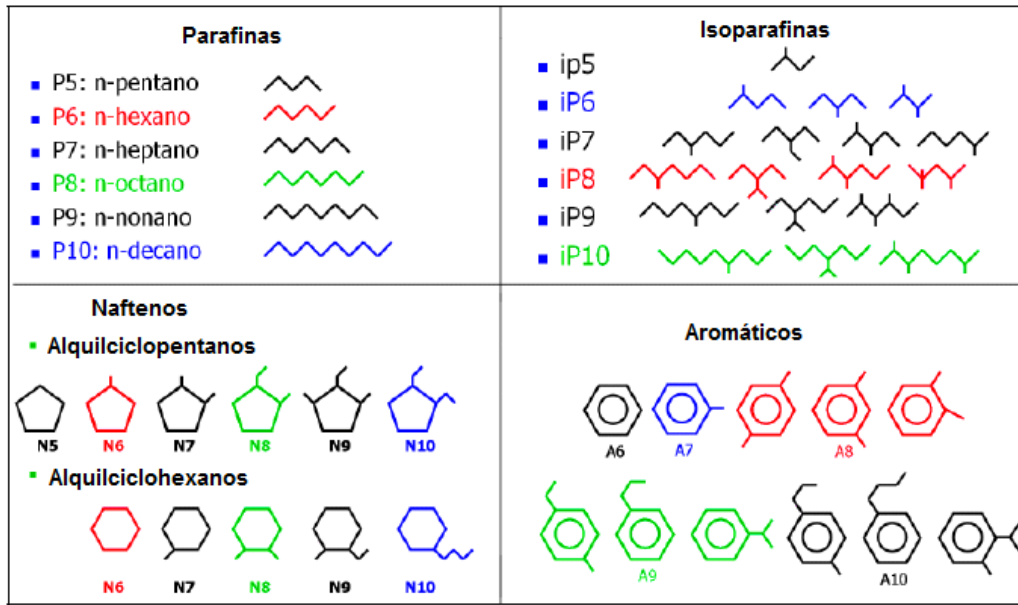 Parafinas
P5: n-pentano
P6: n-hexano
P7: n-heptano
P8: n-octano
P9: n-nonano
P10: n-decano
Isoparafinas
ip5
iP6
iP7
iP8
iP9
iP10
Naftenos
Alquilciclopentanos
N5 N6 N7 N8 N9 N10
Alquilciclohexanos
N6 N7 N8 N9 N10
Aromáticos
A6 A7 A8
A9 A10